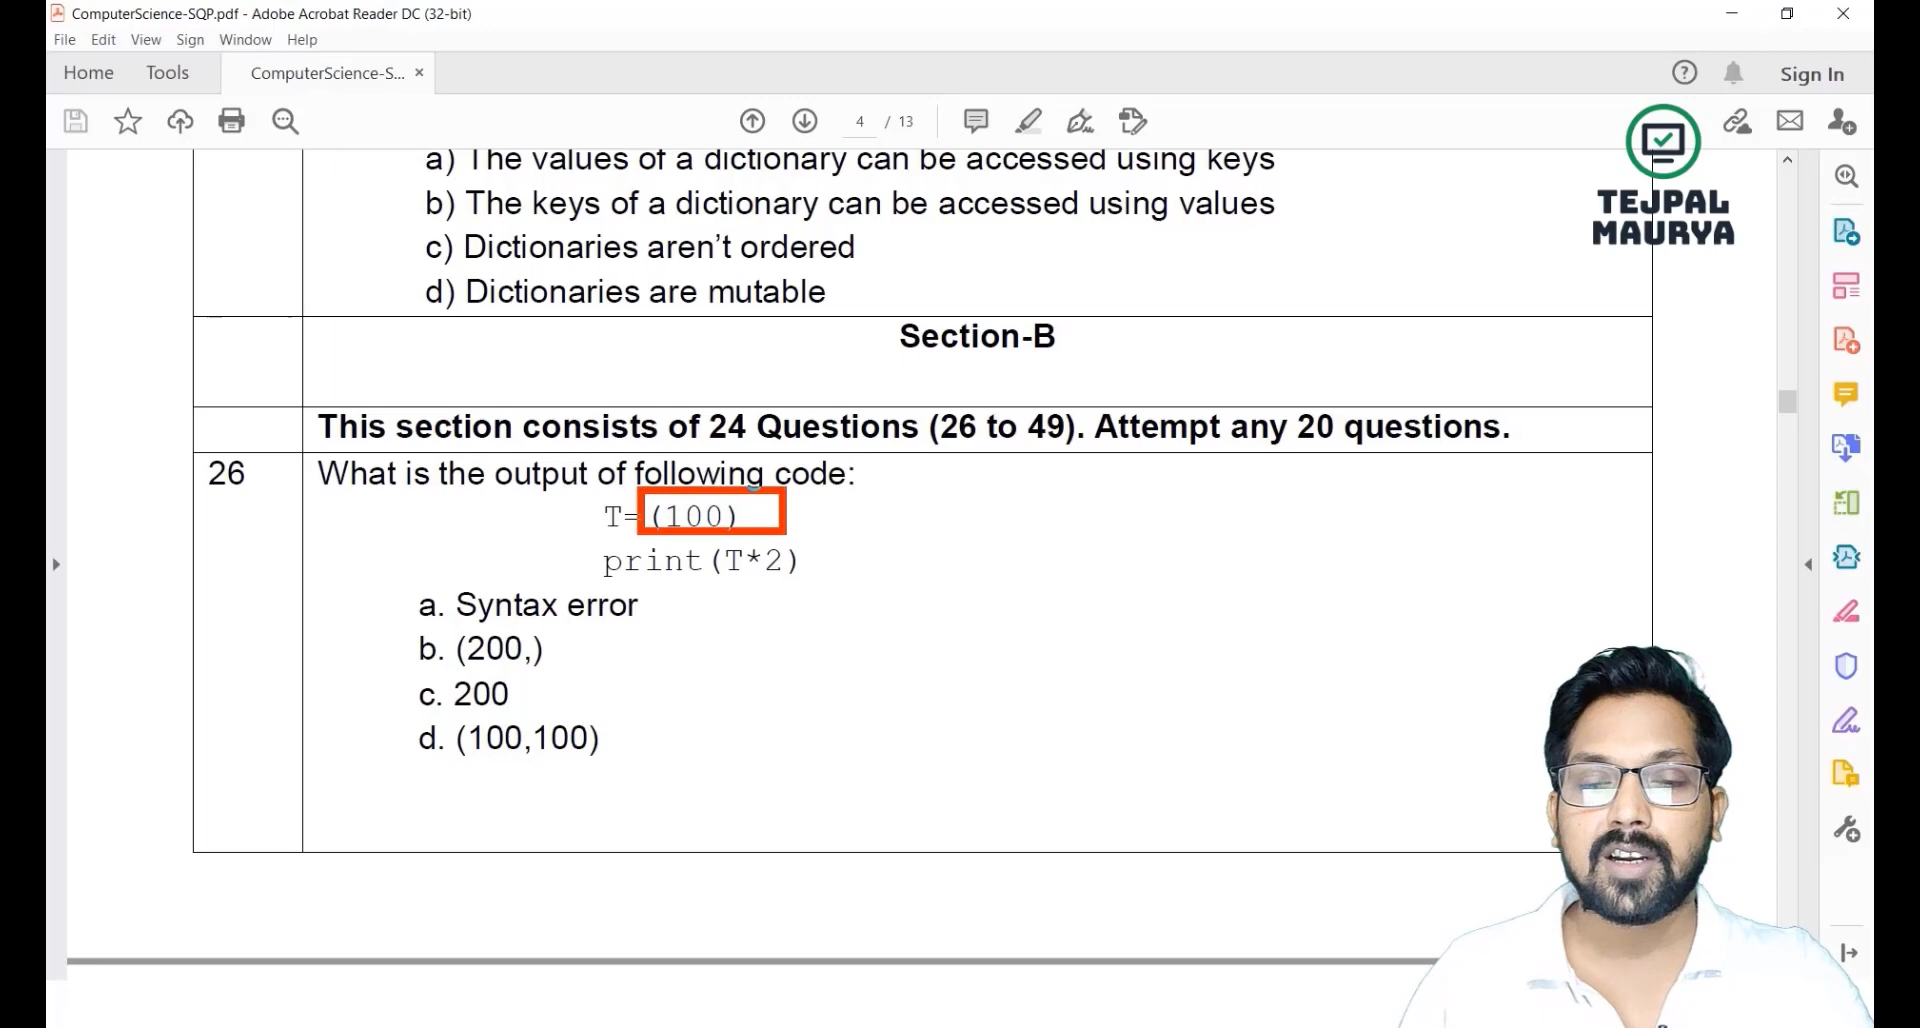 ComputerScience-SQP.pdf - Adobe Acrobat Reader DC (32-bit)
File Edit View Sign Window Help
Home Tools ComputerScience-S... × Sign In
4 / 13
TEJPAL
MAURYA
a) The values of a dictionary can be accessed using keys
b) The keys of a dictionary can be accessed using values
c) Dictionaries aren’t ordered
d) Dictionaries are mutable
Section-B
This section consists of 24 Questions (26 to 49). Attempt any 20 questions.
26 What is the output of following code:
T=(100)
print(T*2)
a. Syntax error
b. (200,)
c. 200
d. (100,100)